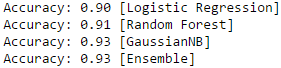 Accuracy: 0.90 [Logistic Regression]
Accuracy: 0.91 [Random Forest]
Accuracy: 0.93 [GaussianNB]
Accuracy: 0.93 [Ensemble]